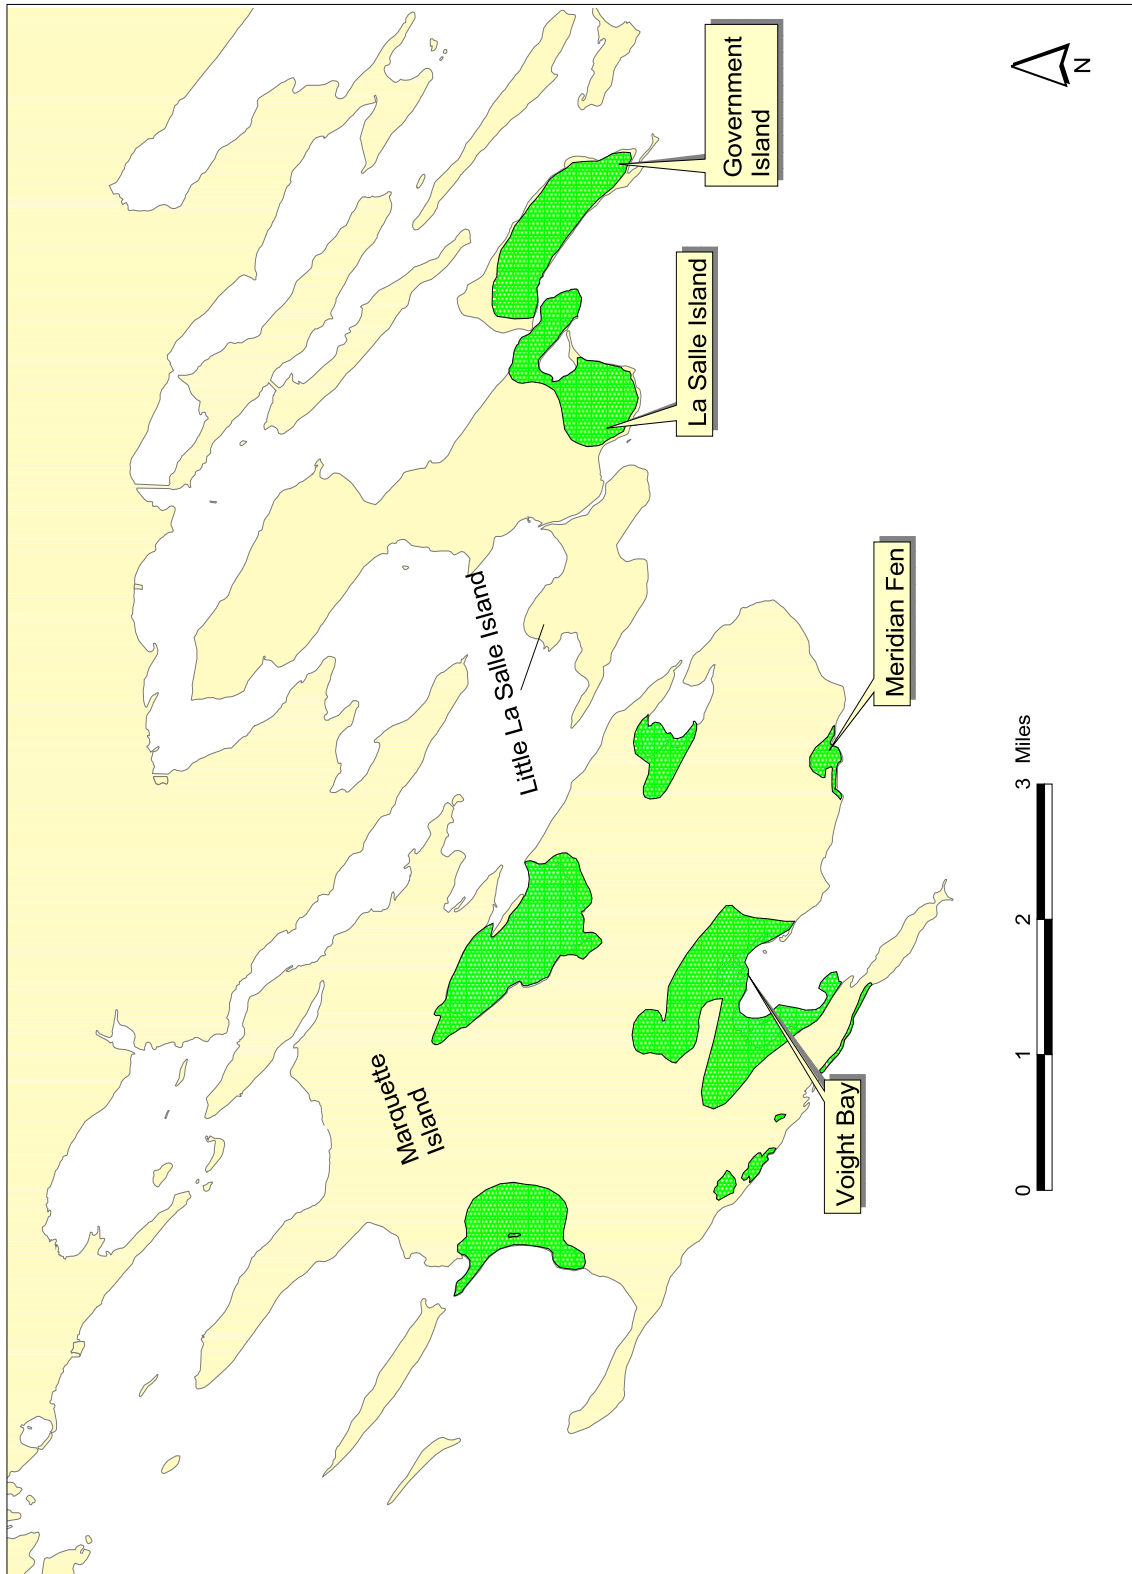 Marquette
Island
Little La Salle Island
Government
Island
La Salle Island
Meridian Fen
Voight Bay
N
0 1 2 3 Miles